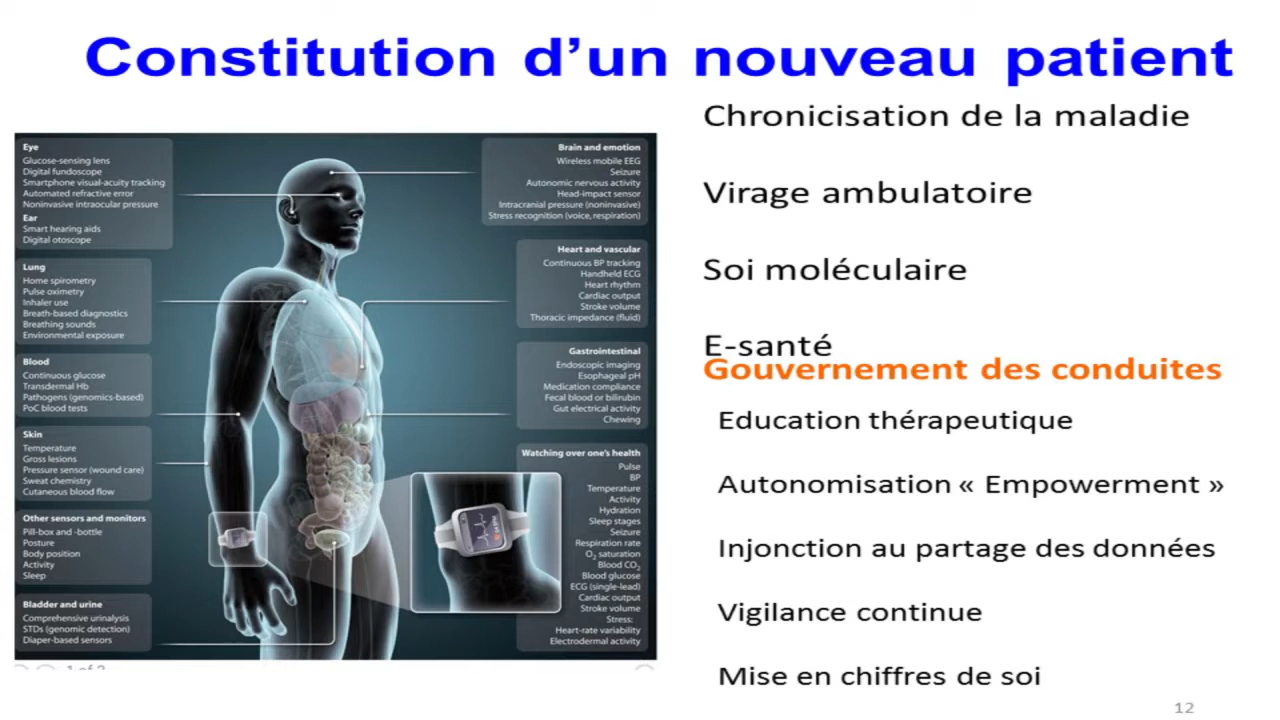 Constitution d’un nouveau patient
Eye
Glucose-sensing lens
Digital fundoscope
Smartphone visual-acuity tracking
Automated refractive error
Noninvasive intraocular pressure
Ear
Smart hearing aids
Digital otoscope
Lung
Home spirometry
Pulse oximetry
Inhaler use
Breath-based diagnostics
Breathing sounds
Environmental exposure
Blood
Continuous glucose
Transdermal Hb
Pathogens (genomics-based)
PoC blood tests
Skin
Temperature
Gross lesions
Pressure sensor (wound care)
Sweat chemistry
Cutaneous blood flow
Other sensors and monitors
Pill-box and -bottle
Posture
Body position
Activity
Sleep
Bladder and urine
Comprehensive urinalysis
STDs (genomic detection)
Diaper-based sensors
Brain and emotion
Wireless mobile EEG
Seizure
Autonomic nervous activity
Head-impact sensor
Intracranial pressure (noninvasive)
Stress recognition (voice, respiration)
Heart and vascular
Continuous BP tracking
Handheld ECG
Heart rhythm
Cardiac output
Stroke volume
Thoracic impedance (fluid)
Gastrointestinal
Endoscopic imaging
Esophageal pH
Medication compliance
Fecal blood or bilirubin
Gut electrical activity
Chewing
Watching over one's health
Pulse
BP
Temperature
Activity
Hydration
Sleep stages
Seizure
Respiration rate
O₂ saturation
Blood CO₂
Blood glucose
ECG (single-lead)
Cardiac output
Stroke volume
Stress:
Heart-rate variability
Electrodermal activity
Chronicisation de la maladie
Virage ambulatoire
Soi moléculaire
E-santé
Gouvernement des conduites
Education thérapeutique
Autonomisation « Empowerment »
Injonction au partage des données
Vigilance continue
Mise en chiffres de soi
12